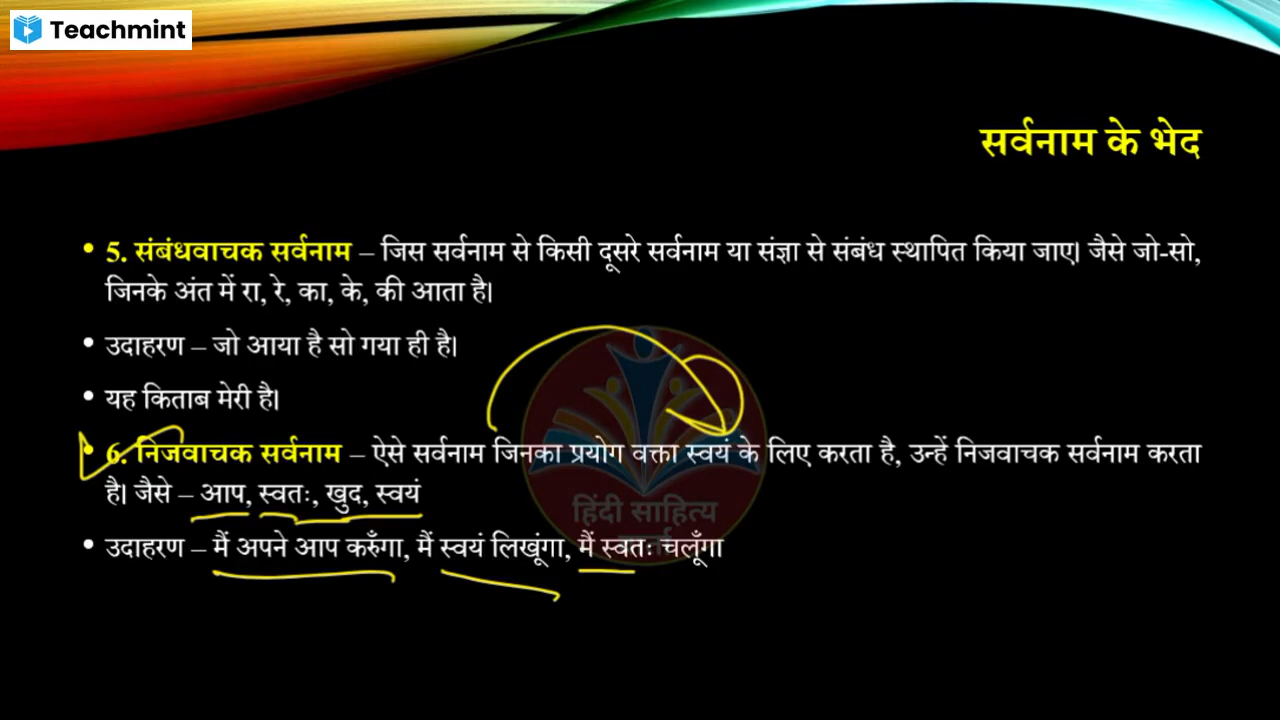 Teachmint
सर्वनाम के भेद
• 5. संबंधवाचक सर्वनाम – जिस सर्वनाम से किसी दूसरे सर्वनाम या संज्ञा से संबंध स्थापित किया जाए। जैसे जो-सो,
जिनके अंत में रा, रे, का, के, की आता है।
• उदाहरण – जो आया है सो गया ही है।
• यह किताब मेरी है।
• 6. निजवाचक सर्वनाम – ऐसे सर्वनाम जिनका प्रयोग वक्ता स्वयं के लिए करता है, उन्हें निजवाचक सर्वनाम करता
है। जैसे – आप, स्वतः, खुद, स्वयं
हिंदी साहित्य
• उदाहरण – मैं अपने आप करुँगा, मैं स्वयं लिखूंगा, मैं स्वतः चलूँगा